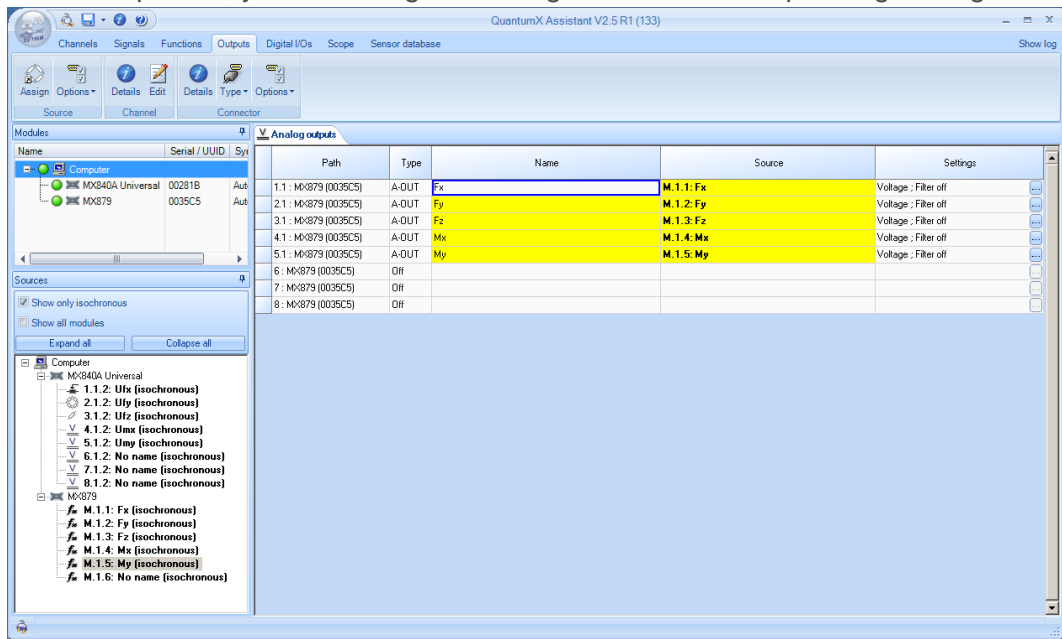 QuantumX Assistant V2.5 R1 (133)
Channels Signals Functions Outputs Digital I/Os Scope Sensor database Show log
Assign Options Details Edit Details Type Options
Source Channel Connector
Modules
Name Serial / UUID
Computer
MX840A Universal 00281B
MX879 0035C5
Sources
Show only isochronous
Show all modules
Expand all Collapse all
Computer
MX840A Universal
1.1.2: Ufx (isochronous)
2.1.2: Ufy (isochronous)
3.1.2: Ufz (isochronous)
4.1.2: Umx (isochronous)
5.1.2: Umy (isochronous)
6.1.2: No name (isochronous)
7.1.2: No name (isochronous)
8.1.2: No name (isochronous)
MX879
fx M.1.1: Fx (isochronous)
fx M.1.2: Fy (isochronous)
fx M.1.3: Fz (isochronous)
fx M.1.4: Mx (isochronous)
fx M.1.5: My (isochronous)
fx M.1.6: No name (isochronous)
V Analog outputs
Path Type Name Source Settings
1.1 : MX879 (0035C5) A-OUT Fx M.1.1: Fx Voltage ; Filter off ...
2.1 : MX879 (0035C5) A-OUT Fy M.1.2: Fy Voltage ; Filter off ...
3.1 : MX879 (0035C5) A-OUT Fz M.1.3: Fz Voltage ; Filter off ...
4.1 : MX879 (0035C5) A-OUT Mx M.1.4: Mx Voltage ; Filter off ...
5.1 : MX879 (0035C5) A-OUT My M.1.5: My Voltage ; Filter off ...
6 : MX879 (0035C5) Off
7 : MX879 (0035C5) Off
8 : MX879 (0035C5) Off